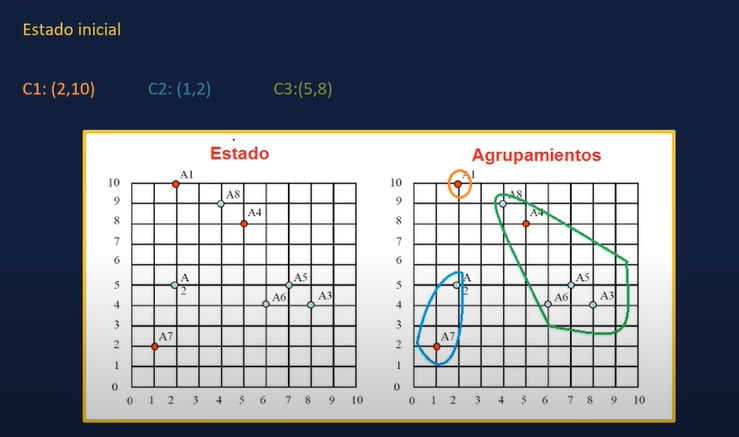 Estado inicial
C1: (2,10) C2: (1,2) C3:(5,8)
Estado
Agrupamientos
10
9
8
7
6
5
4
3
2
1
0
0 1 2 3 4 5 6 7 8 9 10
A1
A8
A4
A
2
A5
A6
A3
A7
10
9
8
7
6
5
4
3
2
1
0
0 1 2 3 4 5 6 7 8 9 10
A1
A8
A4
A
2
A5
A6
A3
A7